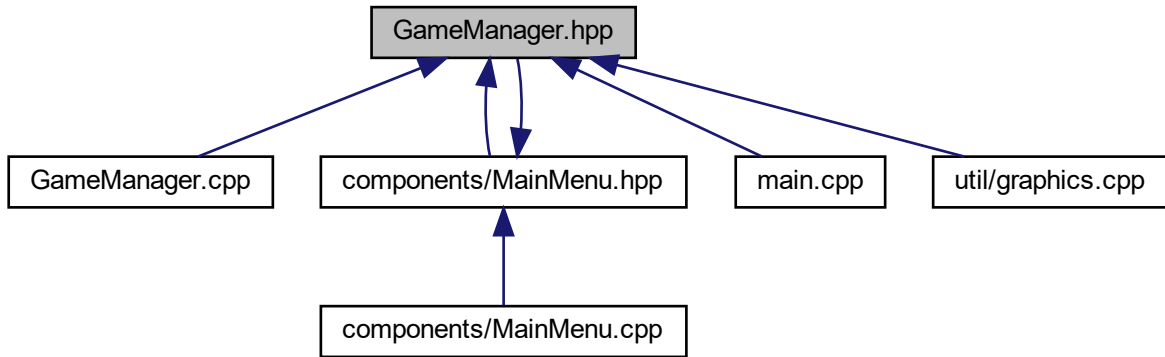 GameManager.hpp
GameManager.cpp
components/MainMenu.hpp
main.cpp
util/graphics.cpp
components/MainMenu.cpp